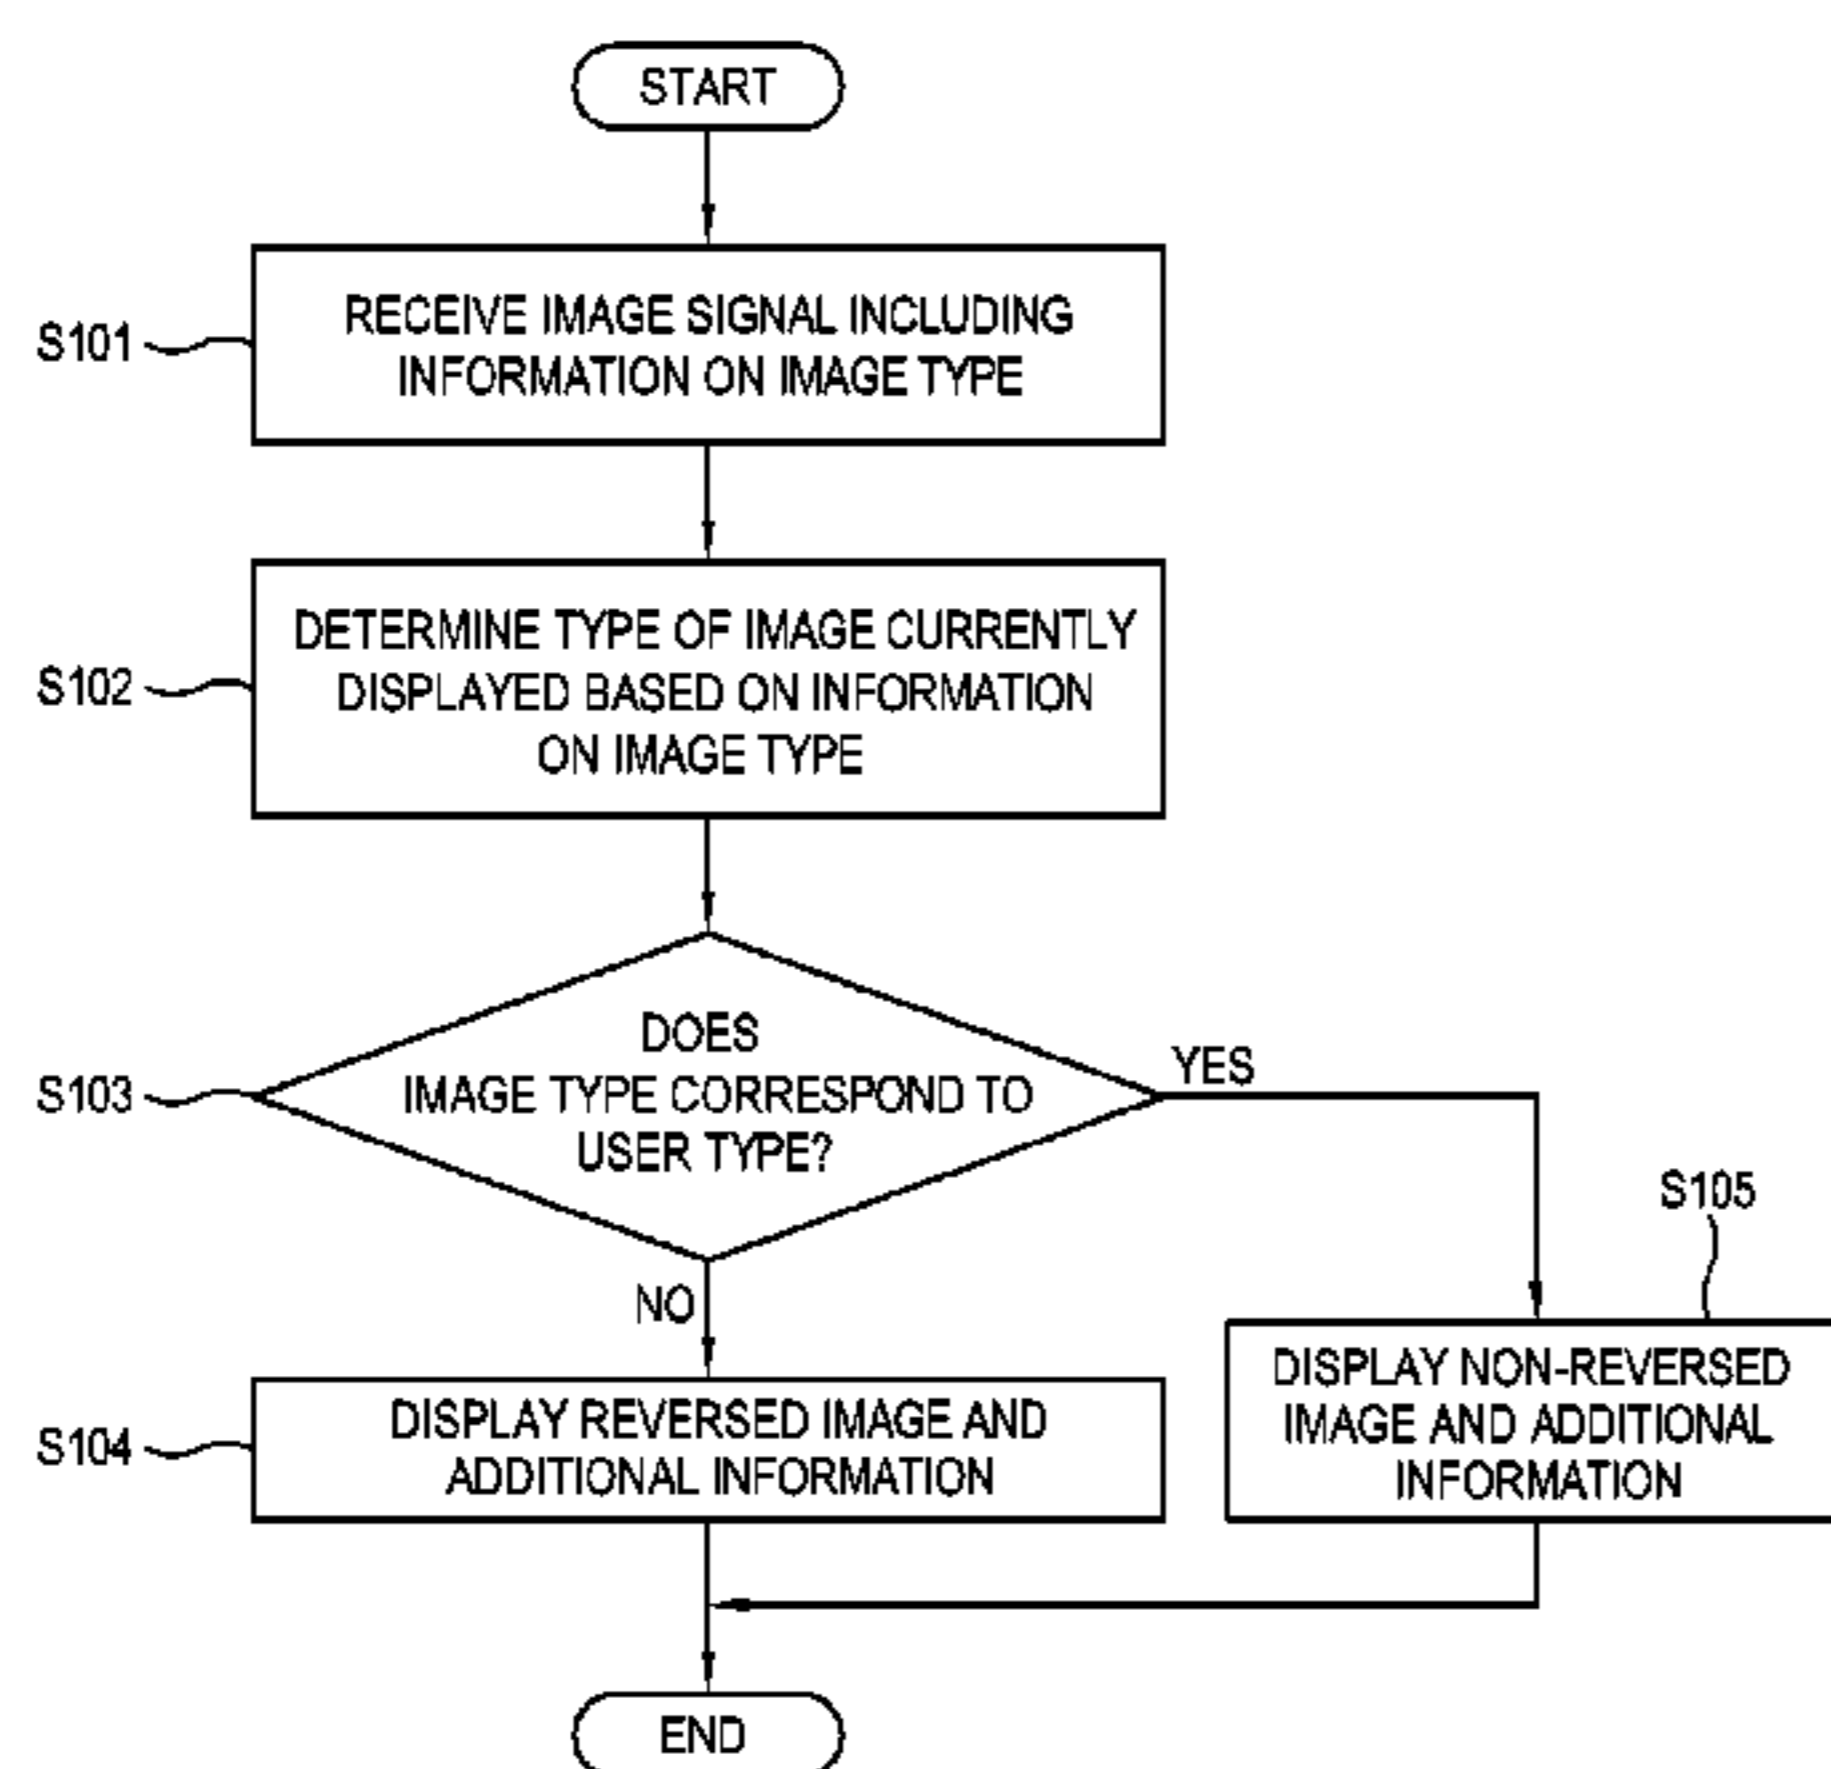 START
S101
RECEIVE IMAGE SIGNAL INCLUDING
INFORMATION ON IMAGE TYPE
S102
DETERMINE TYPE OF IMAGE CURRENTLY
DISPLAYED BASED ON INFORMATION
ON IMAGE TYPE
S103
DOES
IMAGE TYPE CORRESPOND TO
USER TYPE?
YES
NO
S104
DISPLAY REVERSED IMAGE AND
ADDITIONAL INFORMATION
S105
DISPLAY NON-REVERSED
IMAGE AND ADDITIONAL
INFORMATION
END